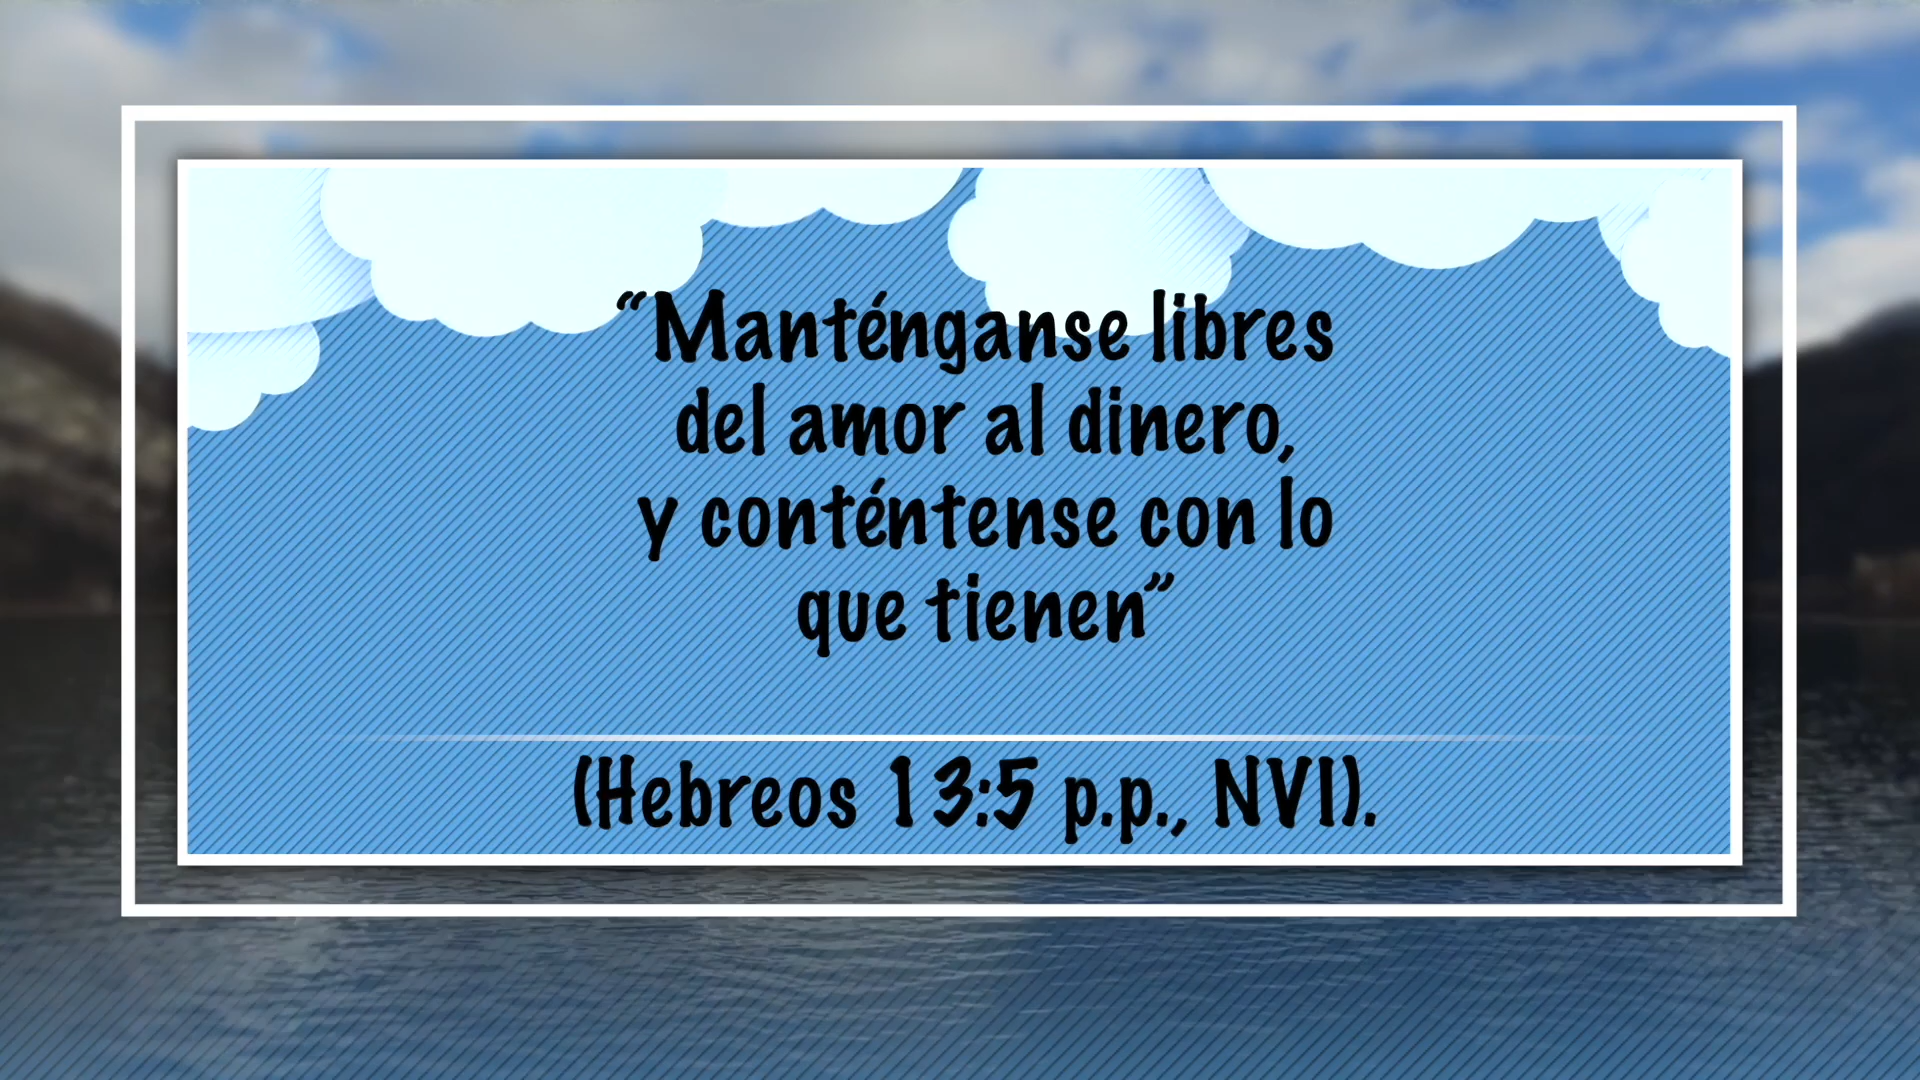 “Manténganse libres
del amor al dinero,
y conténtense con lo
que tienen”
(Hebreos 13:5 p.p., NVI).